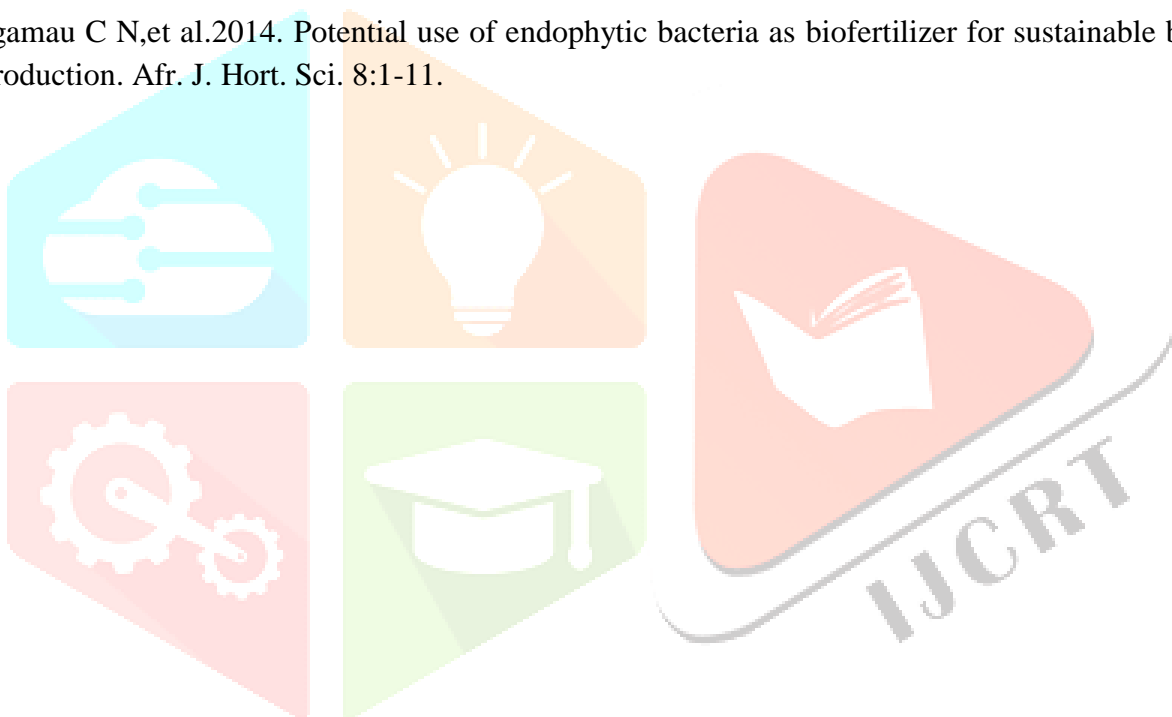 gamau C N,et al.2014. Potential use of endophytic bacteria as biofertilizer for sustainable
roduction. Afr. J. Hort. Sci. 8:1-11.
IJCRT